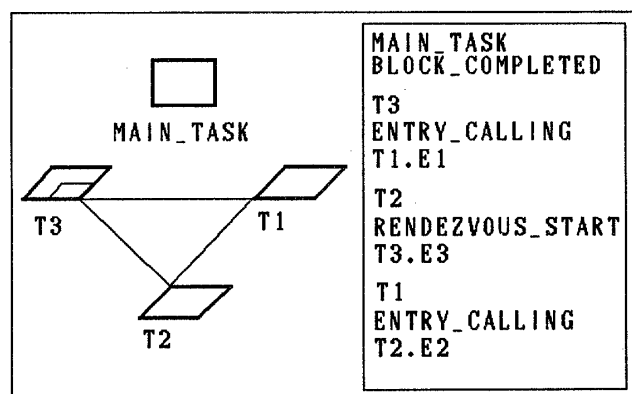 MAIN_TASK
T3
T1
T2
MAIN_TASK
BLOCK_COMPLETED
T3
ENTRY_CALLING
T1.E1
T2
RENDEZVOUS_START
T3.E3
T1
ENTRY_CALLING
T2.E2